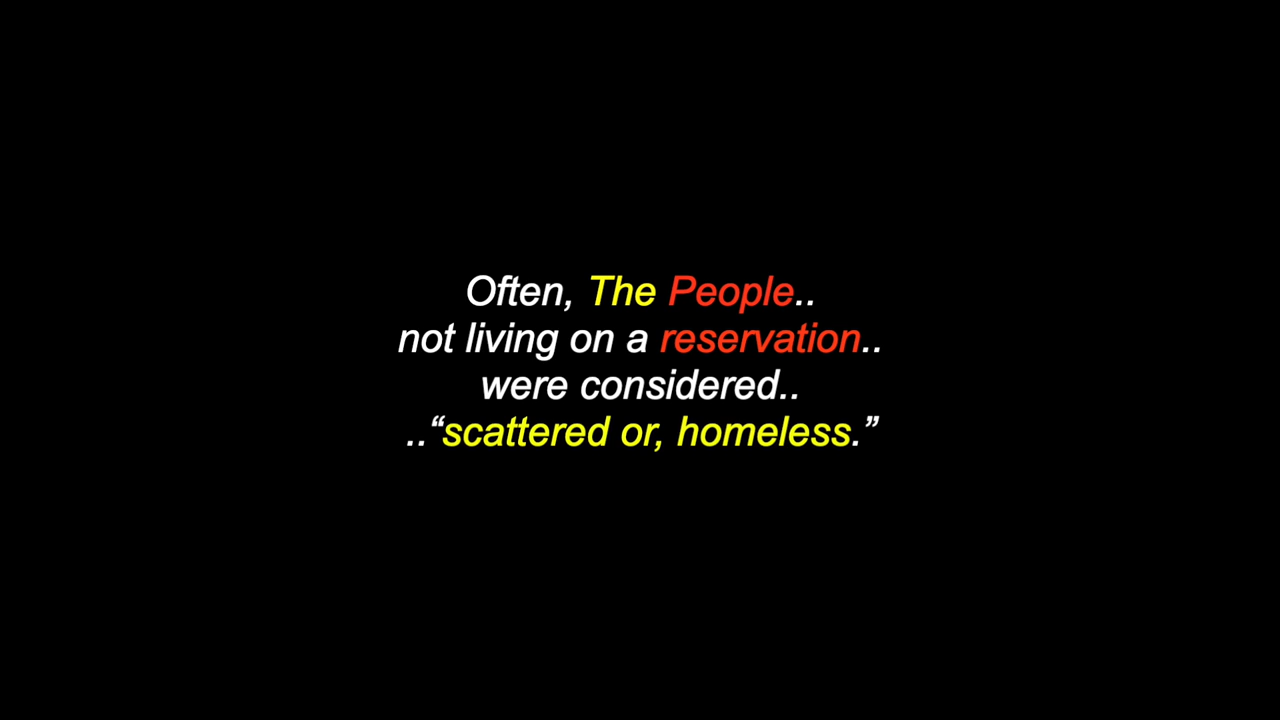 Often, The People..
not living on a reservation..
were considered..
..“scattered or, homeless.”